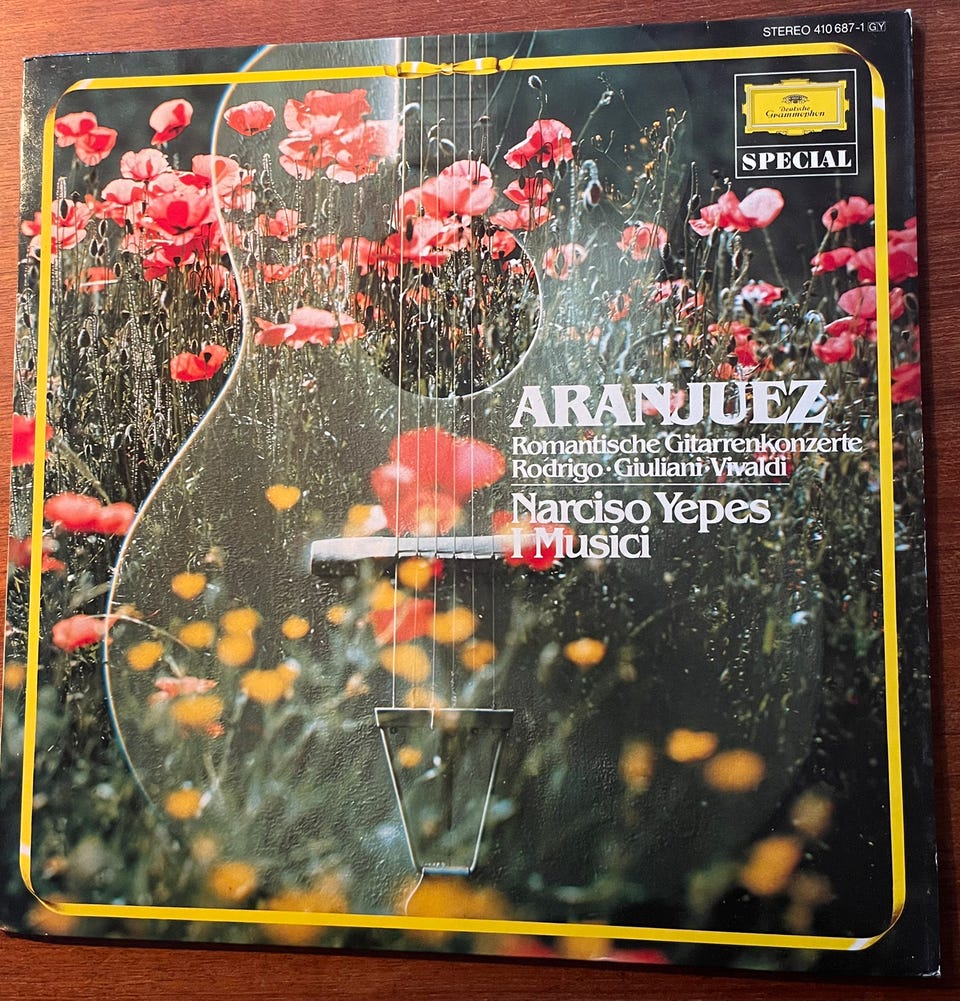 STEREO 410 687-1 GY
Deutsche
Grammophon
SPECIAL
ARANJUEZ
Romantische Gitarrenkonzerte
Rodrigo · Giuliani · Vivaldi
Narciso Yepes
I Musici